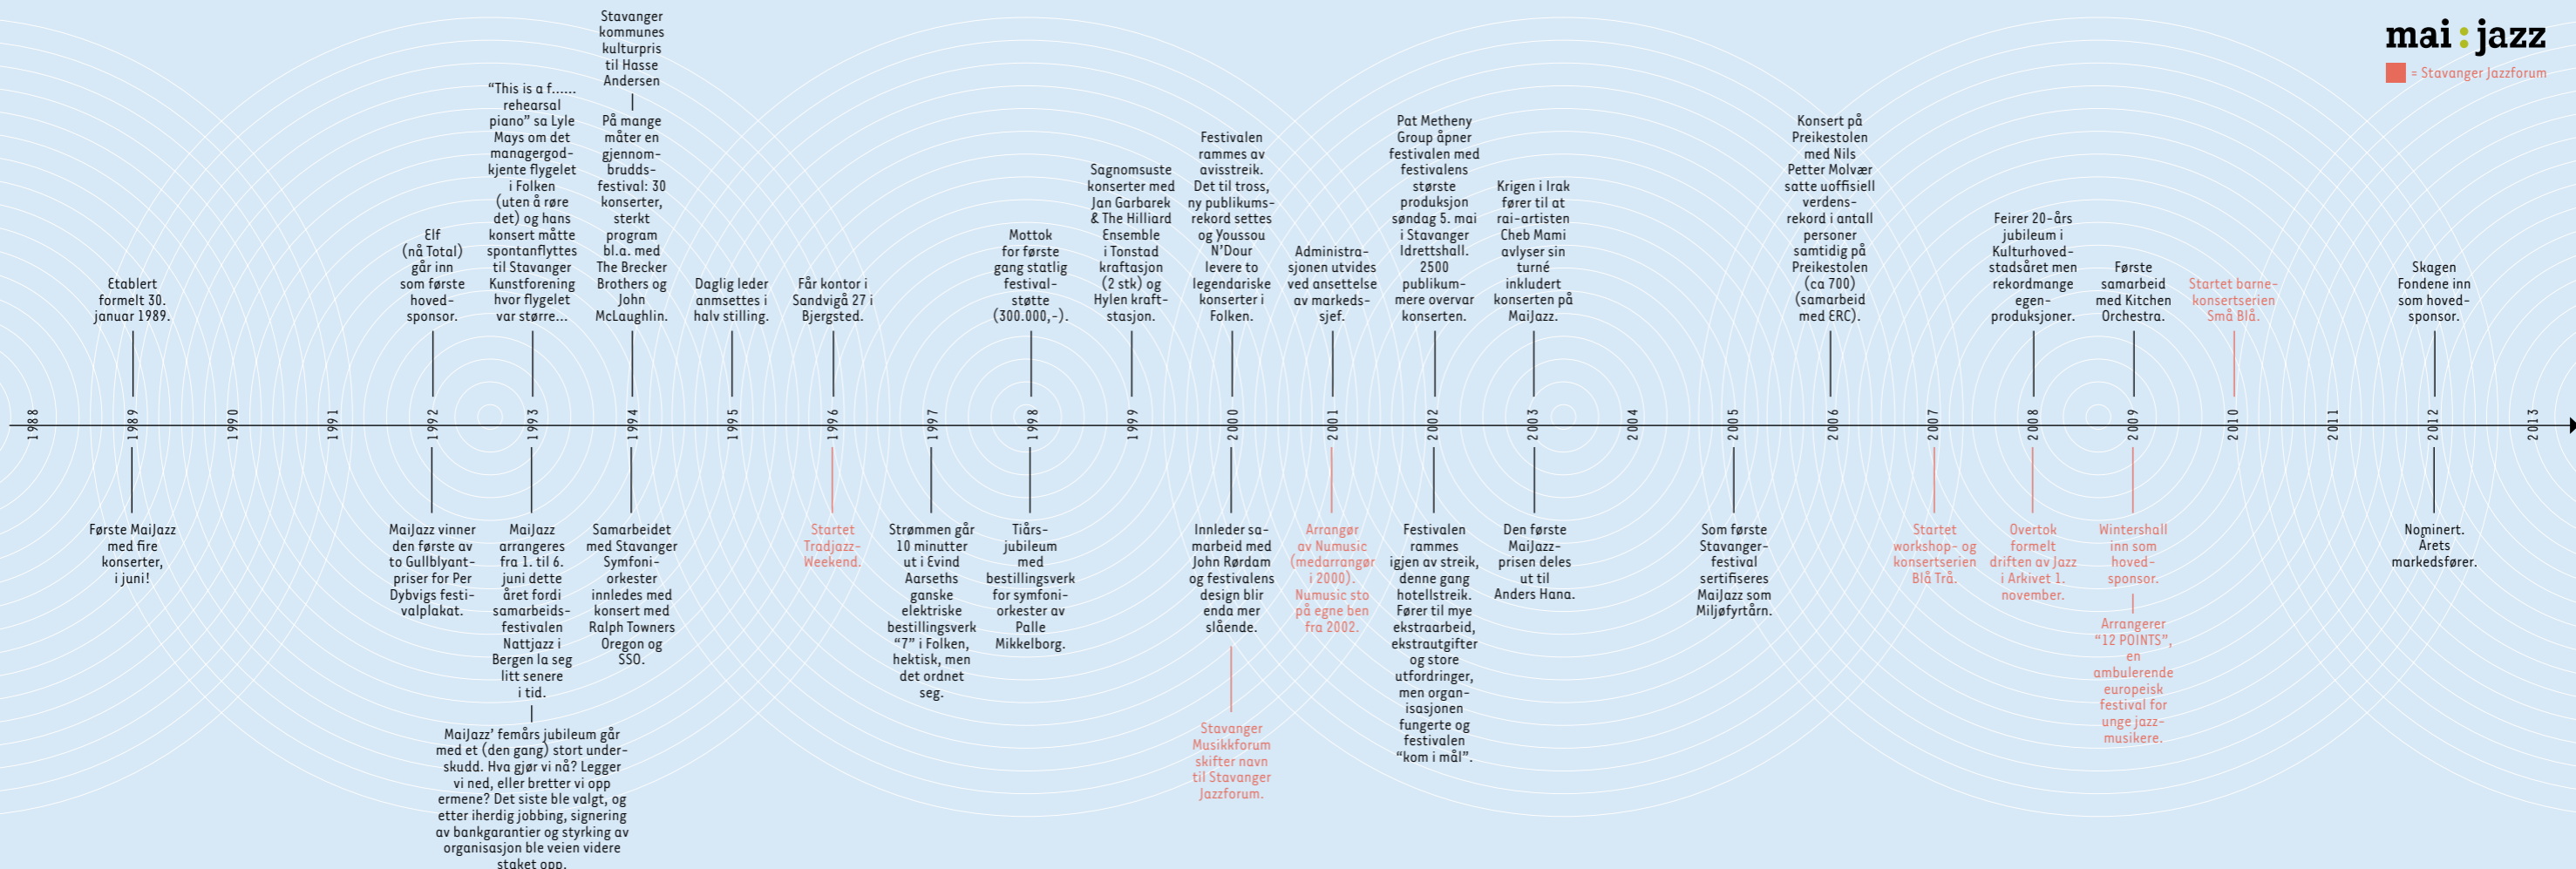 mai:jazz
= Stavanger Jazzforum
Etablert
formelt 30.
januar 1989.
Elf
(nå Total)
går inn
som første
hoved-
sponsor.
“This is a f......
rehearsal
piano” sa Lyle
Mays om det
managergod-
kjente flygelet
i Folken
(uten å røre
det) og hans
konsert måtte
spontanflyttes
til Stavanger
Kunstforening
hvor flygelet
var større...
Stavanger
kommunes
kulturpris
til Hasse
Andersen
På mange
måter en
gjennom-
brudds-
festival: 30
konserter,
sterkt
program
bl.a. med
The Brecker
Brothers og
John
McLaughlin.
Daglig leder
anmsettes i
halv stilling.
Får kontor i
Sandvigå 27 i
Bjergsted.
Mottok
for første
gang statlig
festival-
støtte
(300.000,-).
Sagnomsuste
konserter med
Jan Garbarek
& The Hilliard
Ensemble
i Tonstad
kraftasjon
(2 stk) og
Hylen kraft-
stasjon.
Festivalen
rammes av
avisstreik.
Det til tross,
ny publikums-
rekord settes
og Youssou
N’Dour
levere to
legendariske
konserter i
Folken.
Administra-
sjonen utvides
ved ansettelse
av markeds-
sjef.
Pat Metheny
Group åpner
festivalen med
festivalens
største
produksjon
søndag 5. mai
i Stavanger
Idrettshall.
2500
publikum-
mere overvar
konserten.
Krigen i Irak
fører til at
rai-artisten
Cheb Mami
avlyser sin
turné
inkludert
konserten på
MaiJazz.
Konsert på
Preikestolen
med Nils
Petter Molvær
satte uoffisiell
verdens-
rekord i antall
personer
samtidig på
Preikestolen
(ca 700)
(samarbeid
med ERC).
Feirer 20-års
jubileum i
Kulturhoved-
stadsåret men
rekordmange
egen-
produksjoner.
Første
samarbeid
med Kitchen
Orchestra.
Startet barne-
konsertserien
Små Blå.
Skagen
Fondene inn
som hoved-
sponsor.
1988
1989
1990
1991
1992
1993
1994
1995
1996
1997
1998
1999
2000
2001
2002
2003
2004
2005
2006
2007
2008
2009
2010
2011
2012
2013
Første MaiJazz
med fire
konserter,
i juni!
MaiJazz vinner
den første av
to Gullblyant-
priser for Per
Dybvigs festi-
valplakat.
MaiJazz
arrangeres
fra 1. til 6.
juni dette
året fordi
samarbeids-
festivalen
Nattjazz i
Bergen la seg
litt senere
i tid.
MaiJazz’ femårs jubileum går
med et (den gang) stort under-
skudd. Hva gjør vi nå? Legger
vi ned, eller bretter vi opp
ermene? Det siste ble valgt, og
etter iherdig jobbing, signering
av bankgarantier og styrking av
organisasjon ble veien videre
staket opp.
Samarbeidet
med Stavanger
Symfoni-
orkester
innledes med
konsert med
Ralph Towners
Oregon og
SSO.
Startet
Tradjazz-
Weekend.
Strømmen går
10 minutter
ut i Evind
Aarseths
ganske
elektriske
bestillingsverk
“7” i Folken,
hektisk, men
det ordnet
seg.
Tiårs-
jubileum
med
bestillingsverk
for symfoni-
orkester av
Palle
Mikkelborg.
Innleder sa-
marbeid med
John Rørdam
og festivalens
design blir
enda mer
slående.
Stavanger
Musikkforum
skifter navn
til Stavanger
Jazzforum.
Arrangør
av Numusic
(medarrangør
i 2000).
Numusic sto
på egne ben
fra 2002.
Festivalen
rammes
igjen av streik,
denne gang
hotellstreik.
Fører til mye
ekstraarbeid,
ekstrautgifter
og store
utfordringer,
men organ-
isasjonen
fungerte og
festivalen
“kom i mål”.
Den første
MaiJazz-
prisen deles
ut til
Anders Hana.
Som første
Stavanger-
festival
sertifiseres
MaiJazz som
Miljøfyrtårn.
Startet
workshop- og
konsertserien
Blå Trå.
Overtok
formelt
driften av Jazz
i Arkivet 1.
november.
Wintershall
inn som
hoved-
sponsor.
Arrangerer
“12 POINTS”,
en
ambulerende
europeisk
festival for
unge jazz-
musikere.
Nominert.
Årets
markedsfører.